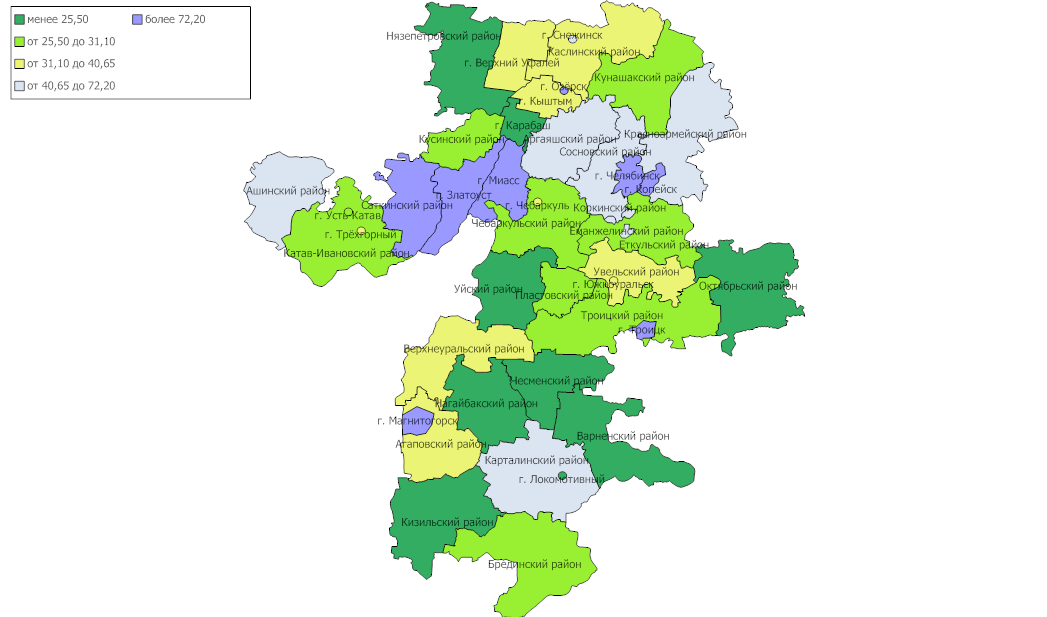 менее 25,50
более 72,20
от 25,50 до 31,10
от 31,10 до 40,65
от 40,65 до 72,20
Нязепетровский район
г. Снежинск
Каслинский район
г. Верхний Уфалей
Кунашакский район
г. Озёрск
г. Кыштым
г. Карабаш
Аргаяшский район
Красноармейский район
Кусинский район
Сосновский район
г. Челябинск
г. Миасс
г. Копейск
Ашинский район
г. Златоуст
Саткинский район
г. Чебаркуль
Коркинский район
г. Усть-Катав
Чебаркульский район
г. Трёхгорный
Еманжелинский район
Еткульский район
Катав-Ивановский район
Увельский район
г. Южноуральск
Октябрьский район
Уйский район
Пластовский район
Троицкий район
г. Троицк
Верхнеуральский район
Чесменский район
Нагайбакский район
г. Магнитогорск
Варненский район
Агаповский район
Карталинский район
г. Локомотивный
Кизильский район
Брединский район